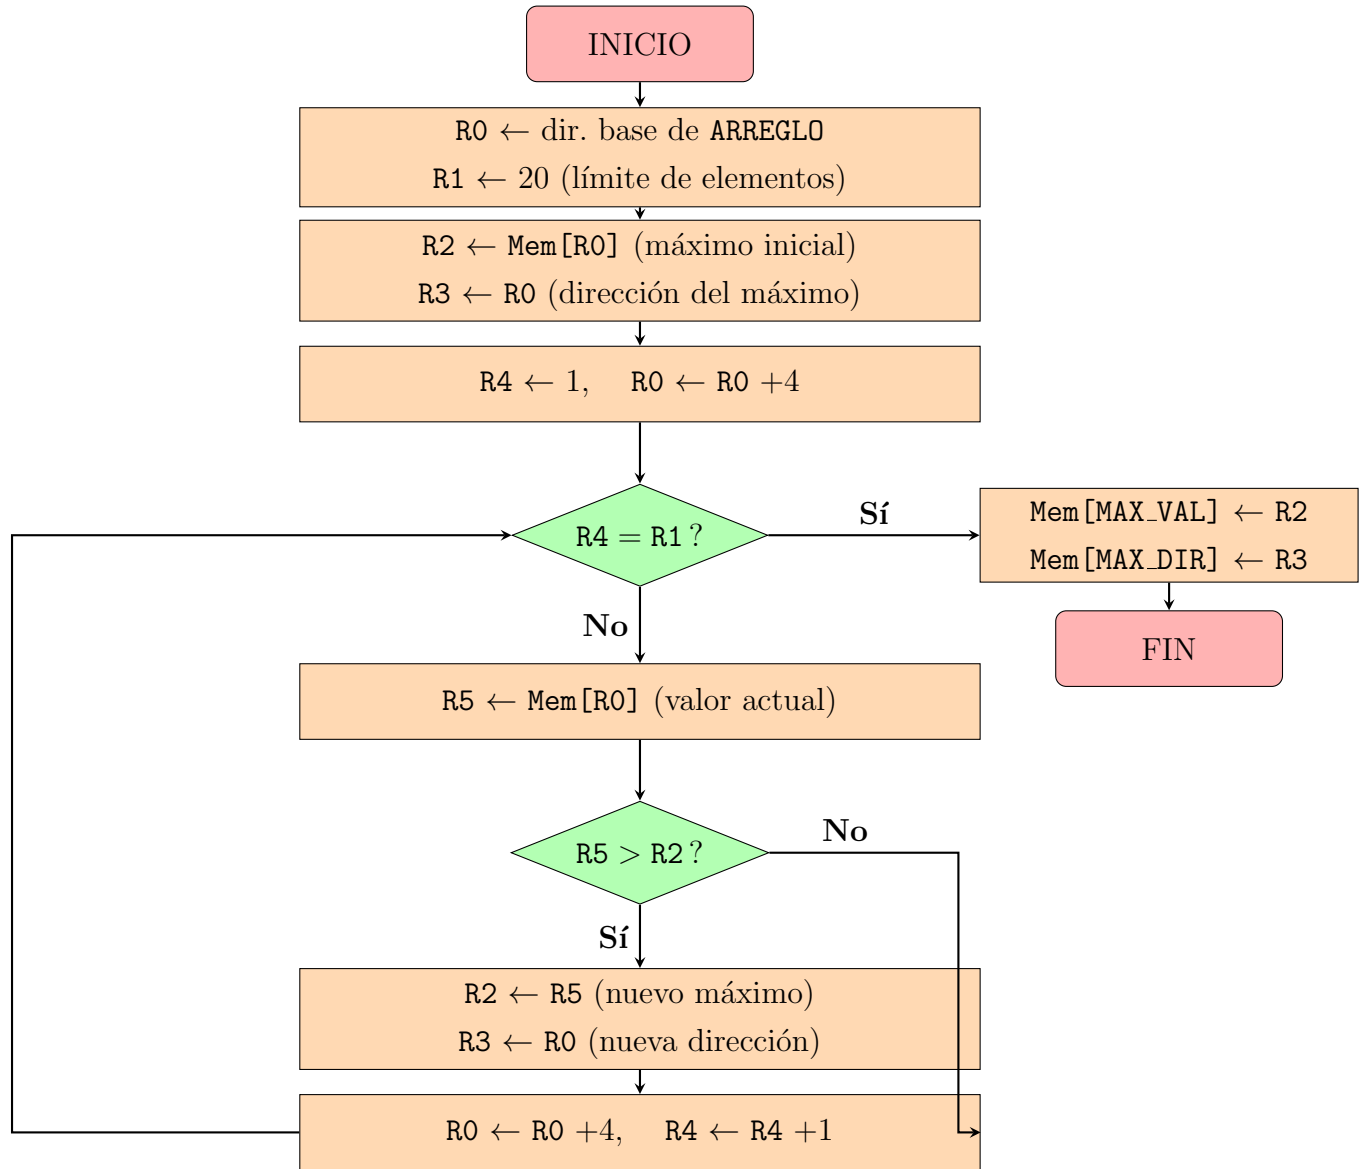 INICIO
R0 ← dir. base de ARREGLO
R1 ← 20 (límite de elementos)
R2 ← Mem[R0] (máximo inicial)
R3 ← R0 (dirección del máximo)
R4 ← 1, R0 ← R0 +4
R4 = R1?
Sí
Mem[MAX_VAL] ← R2
Mem[MAX_DIR] ← R3
FIN
No
R5 ← Mem[R0] (valor actual)
R5 > R2?
No
Sí
R2 ← R5 (nuevo máximo)
R3 ← R0 (nueva dirección)
R0 ← R0 +4, R4 ← R4 +1